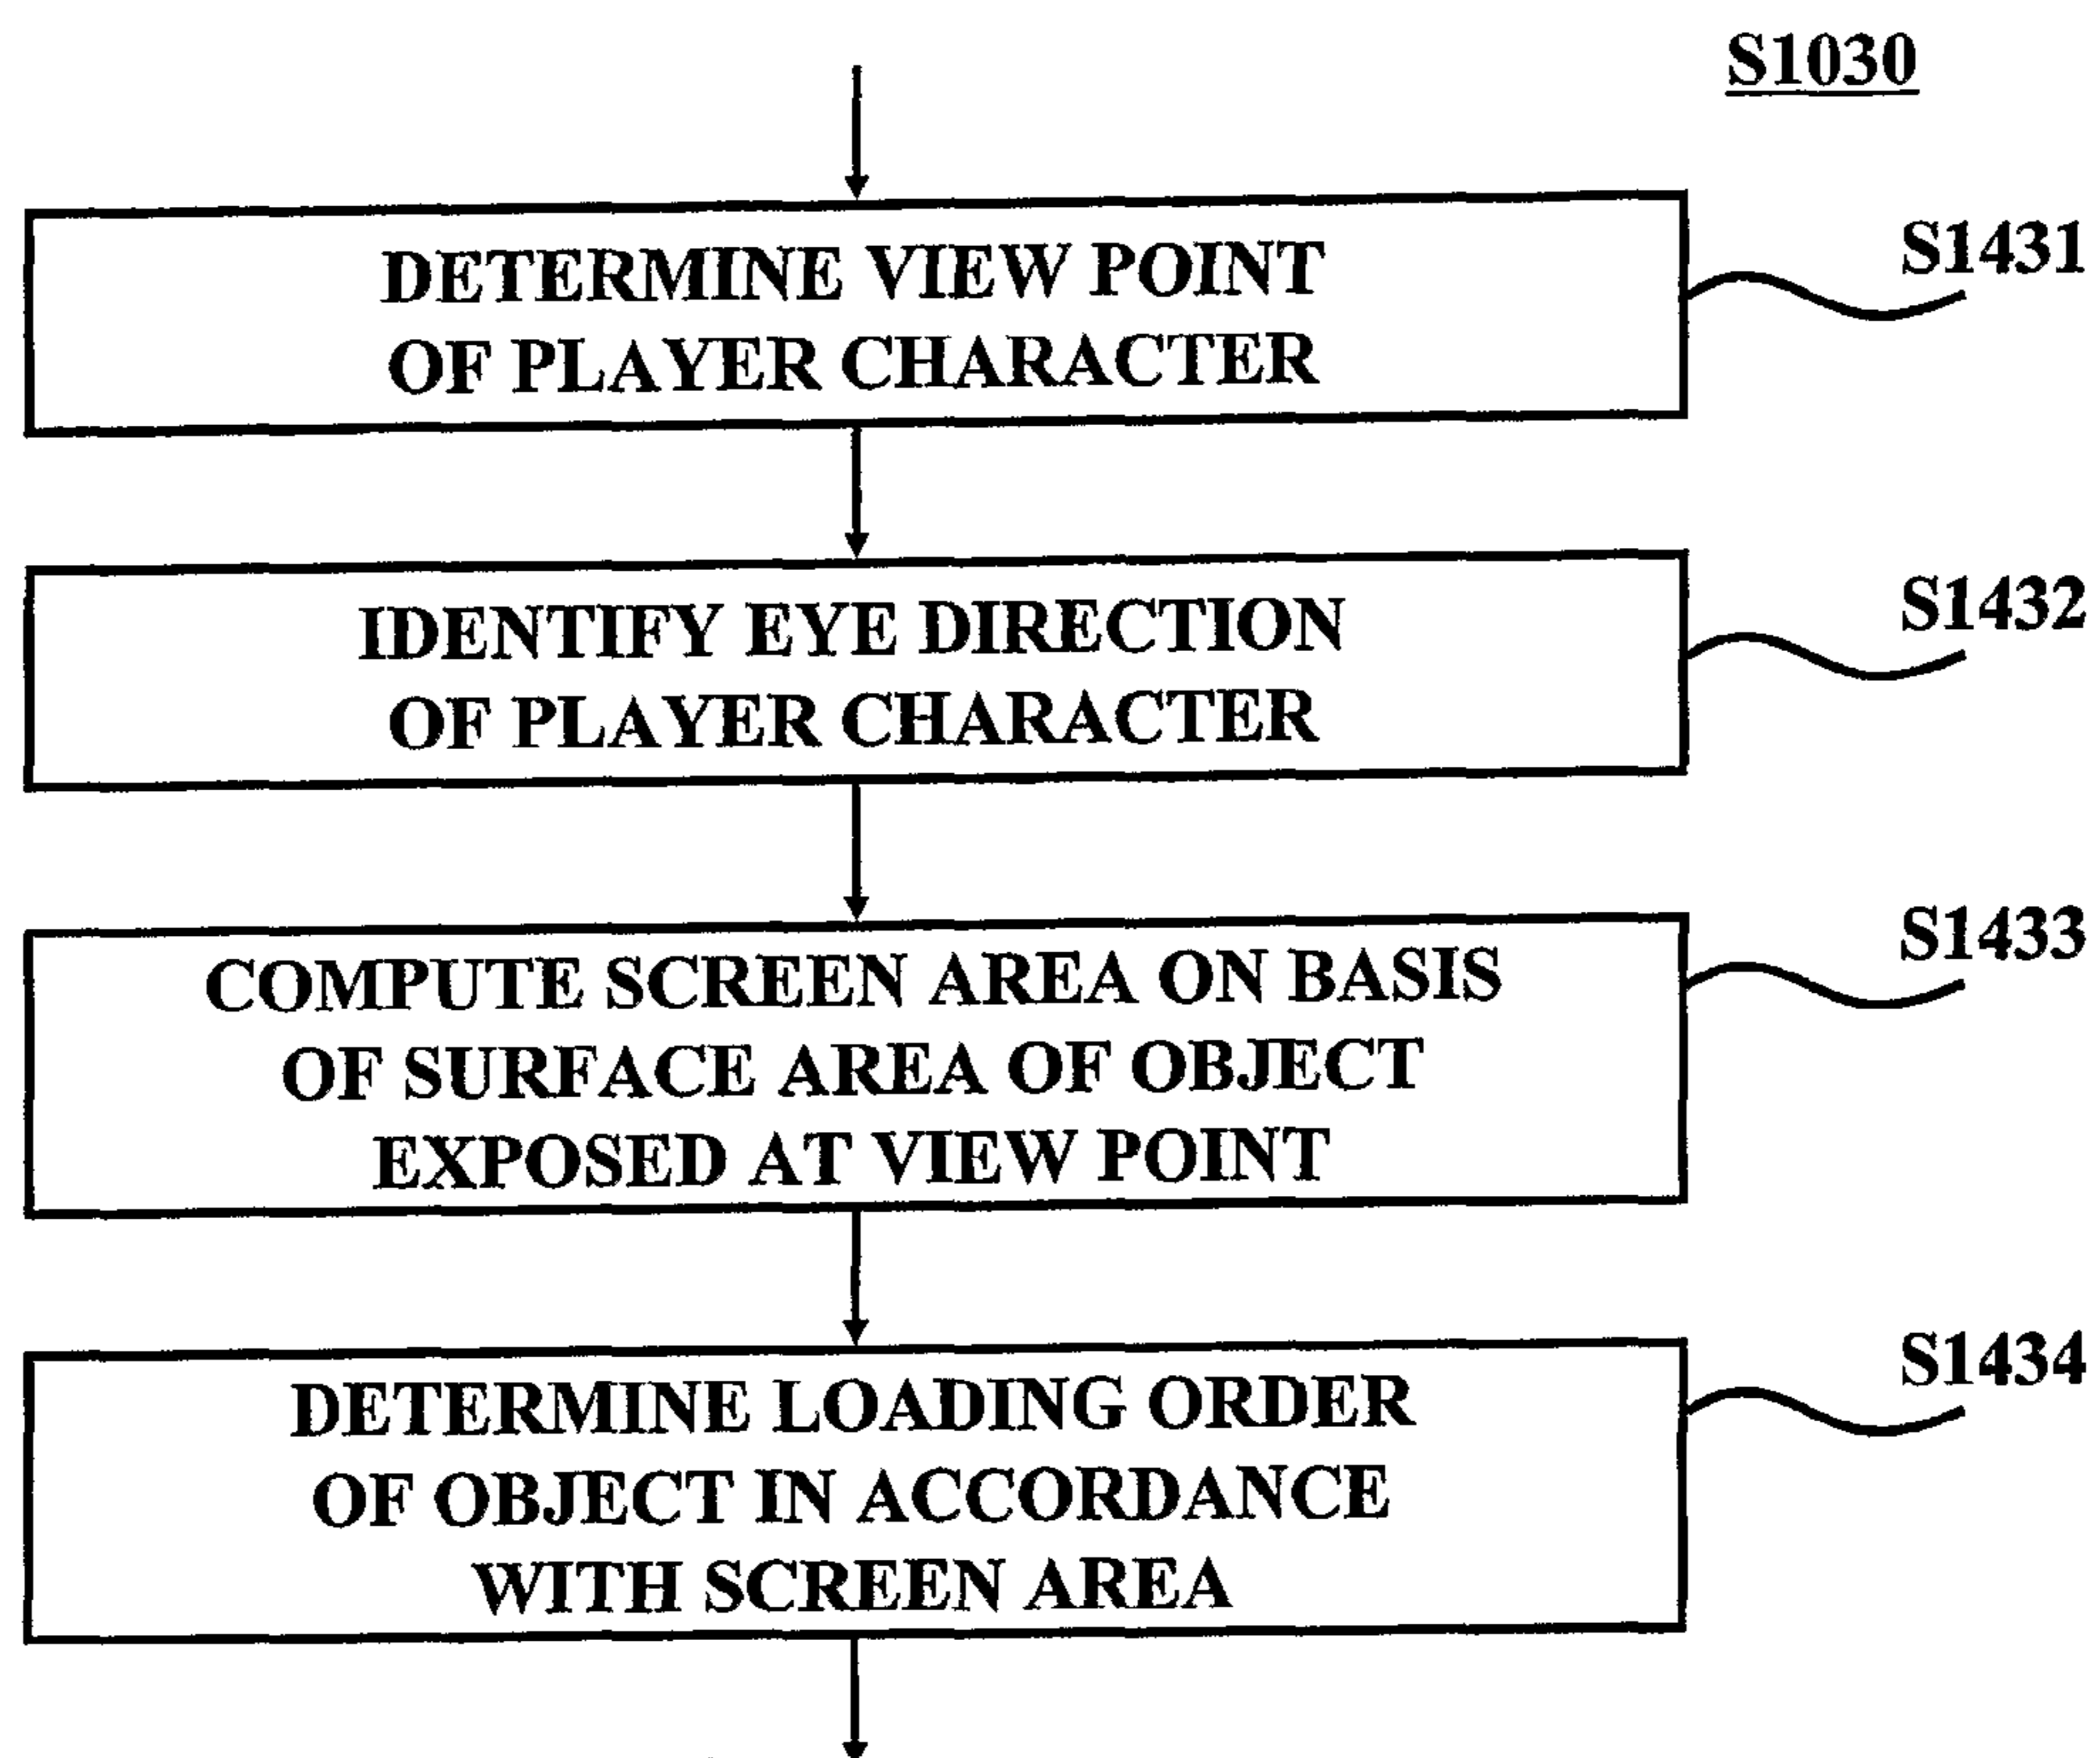 S1030
DETERMINE VIEW POINT
OF PLAYER CHARACTER
S1431
IDENTIFY EYE DIRECTION
OF PLAYER CHARACTER
S1432
COMPUTE SCREEN AREA ON BASIS
OF SURFACE AREA OF OBJECT
EXPOSED AT VIEW POINT
S1433
DETERMINE LOADING ORDER
OF OBJECT IN ACCORDANCE
WITH SCREEN AREA
S1434